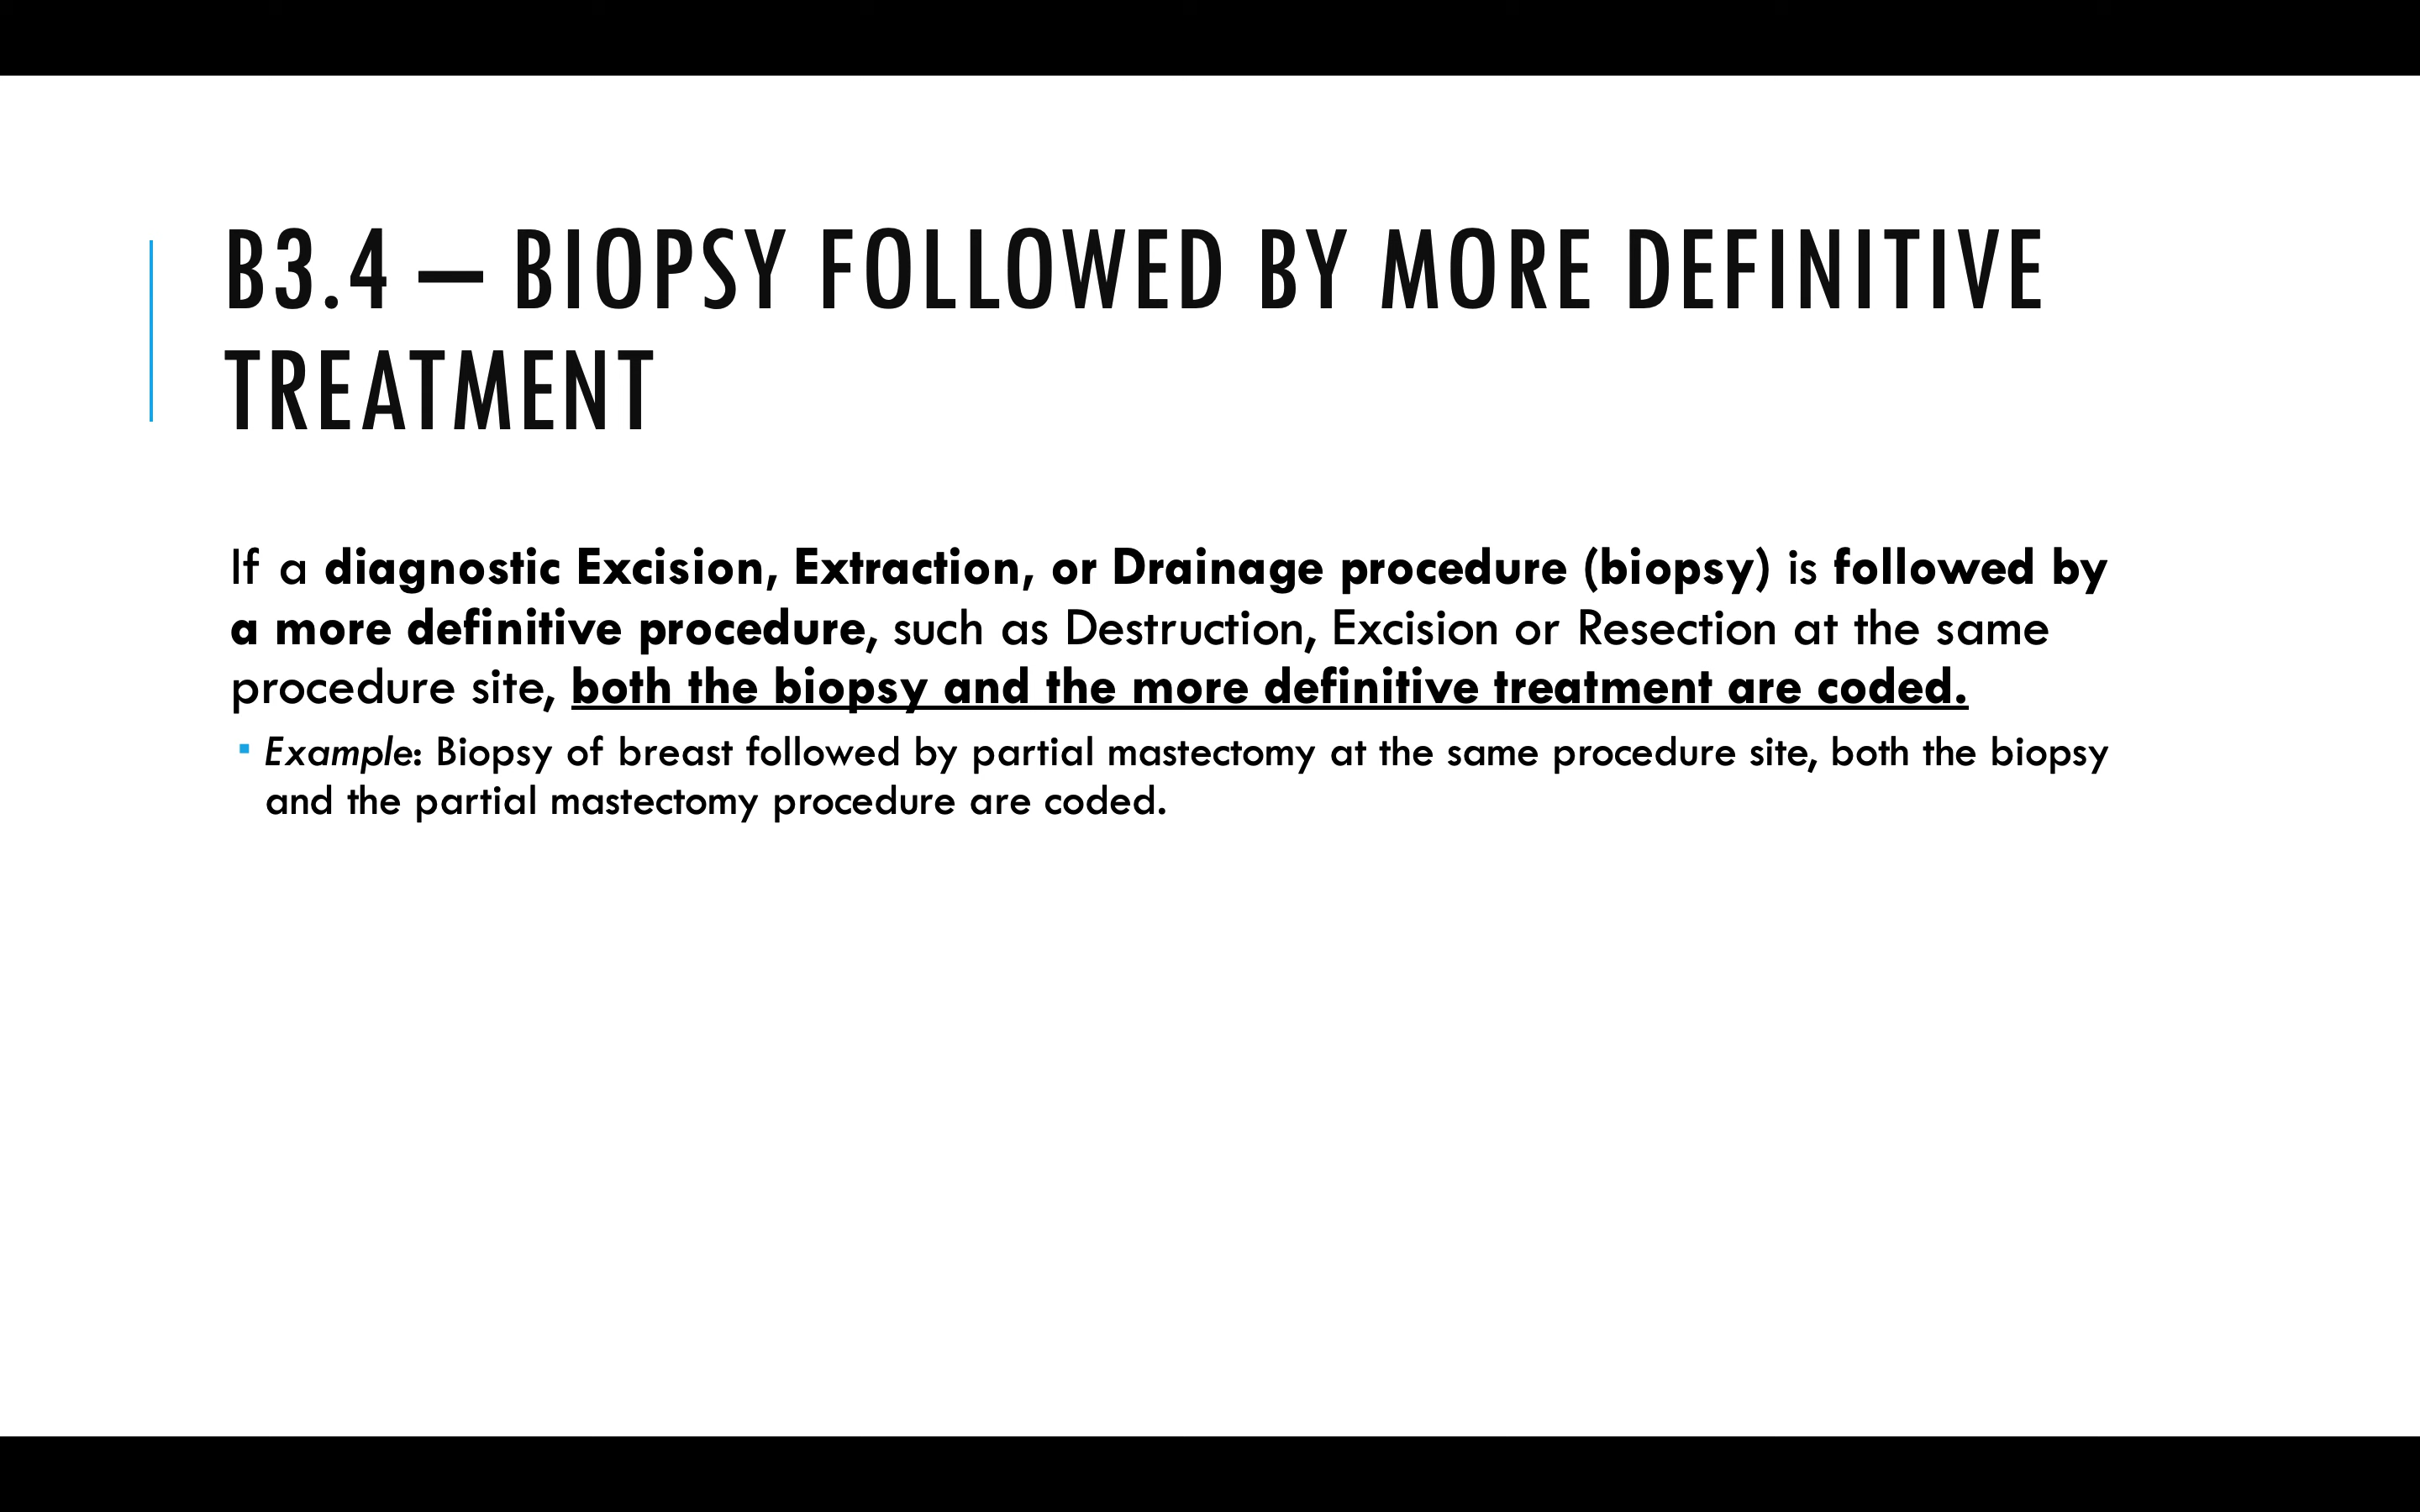 B3.4 – BIOPSY FOLLOWED BY MORE DEFINITIVE
TREATMENT
If a diagnostic Excision, Extraction, or Drainage procedure (biopsy) is followed by
a more definitive procedure, such as Destruction, Excision or Resection at the same
procedure site, both the biopsy and the more definitive treatment are coded.
▪ Example: Biopsy of breast followed by partial mastectomy at the same procedure site, both the biopsy
and the partial mastectomy procedure are coded.